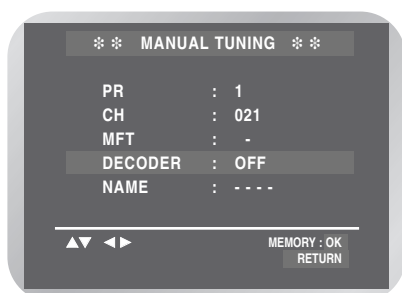 ❇ ❇ MANUAL TUNING ❇ ❇
PR : 1
CH : 021
MFT : -
DECODER : OFF
NAME : - - - -
▲▼ ◀▶ MEMORY : OK
RETURN